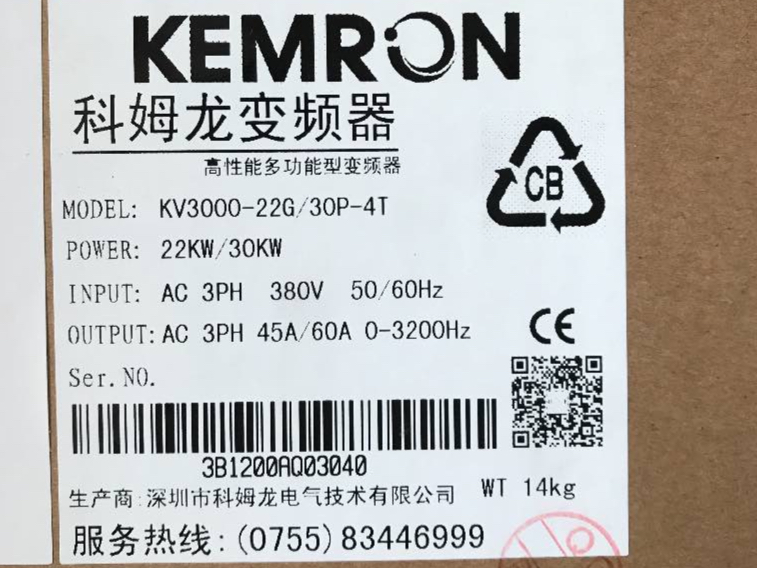 KEMRON
科姆龙变频器
高性能多功能型变频器
CB
MODEL: KV3000-22G/30P-4T
POWER: 22KW/30KW
INPUT: AC 3PH 380V 50/60Hz
OUTPUT: AC 3PH 45A/60A 0-3200Hz
CE
Ser.NO.
3B1200AQ03040
生产商:深圳市科姆龙电气技术有限公司 WT 14kg
服务热线:(0755)83446999